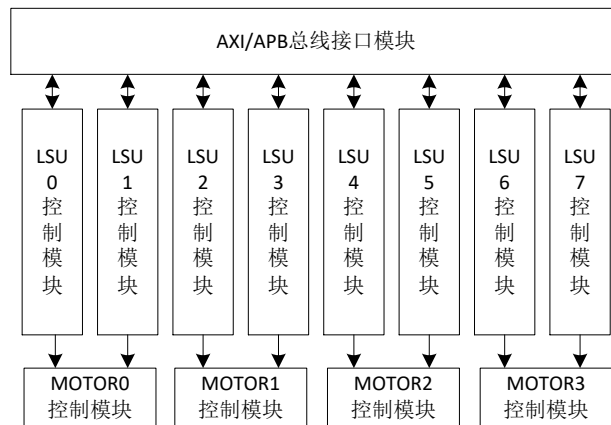 AXI/APB总线接口模块
LSU
0
控
制
模
块
LSU
1
控
制
模
块
LSU
2
控
制
模
块
LSU
3
控
制
模
块
LSU
4
控
制
模
块
LSU
5
控
制
模
块
LSU
6
控
制
模
块
LSU
7
控
制
模
块
MOTOR0
控制模块
MOTOR1
控制模块
MOTOR2
控制模块
MOTOR3
控制模块